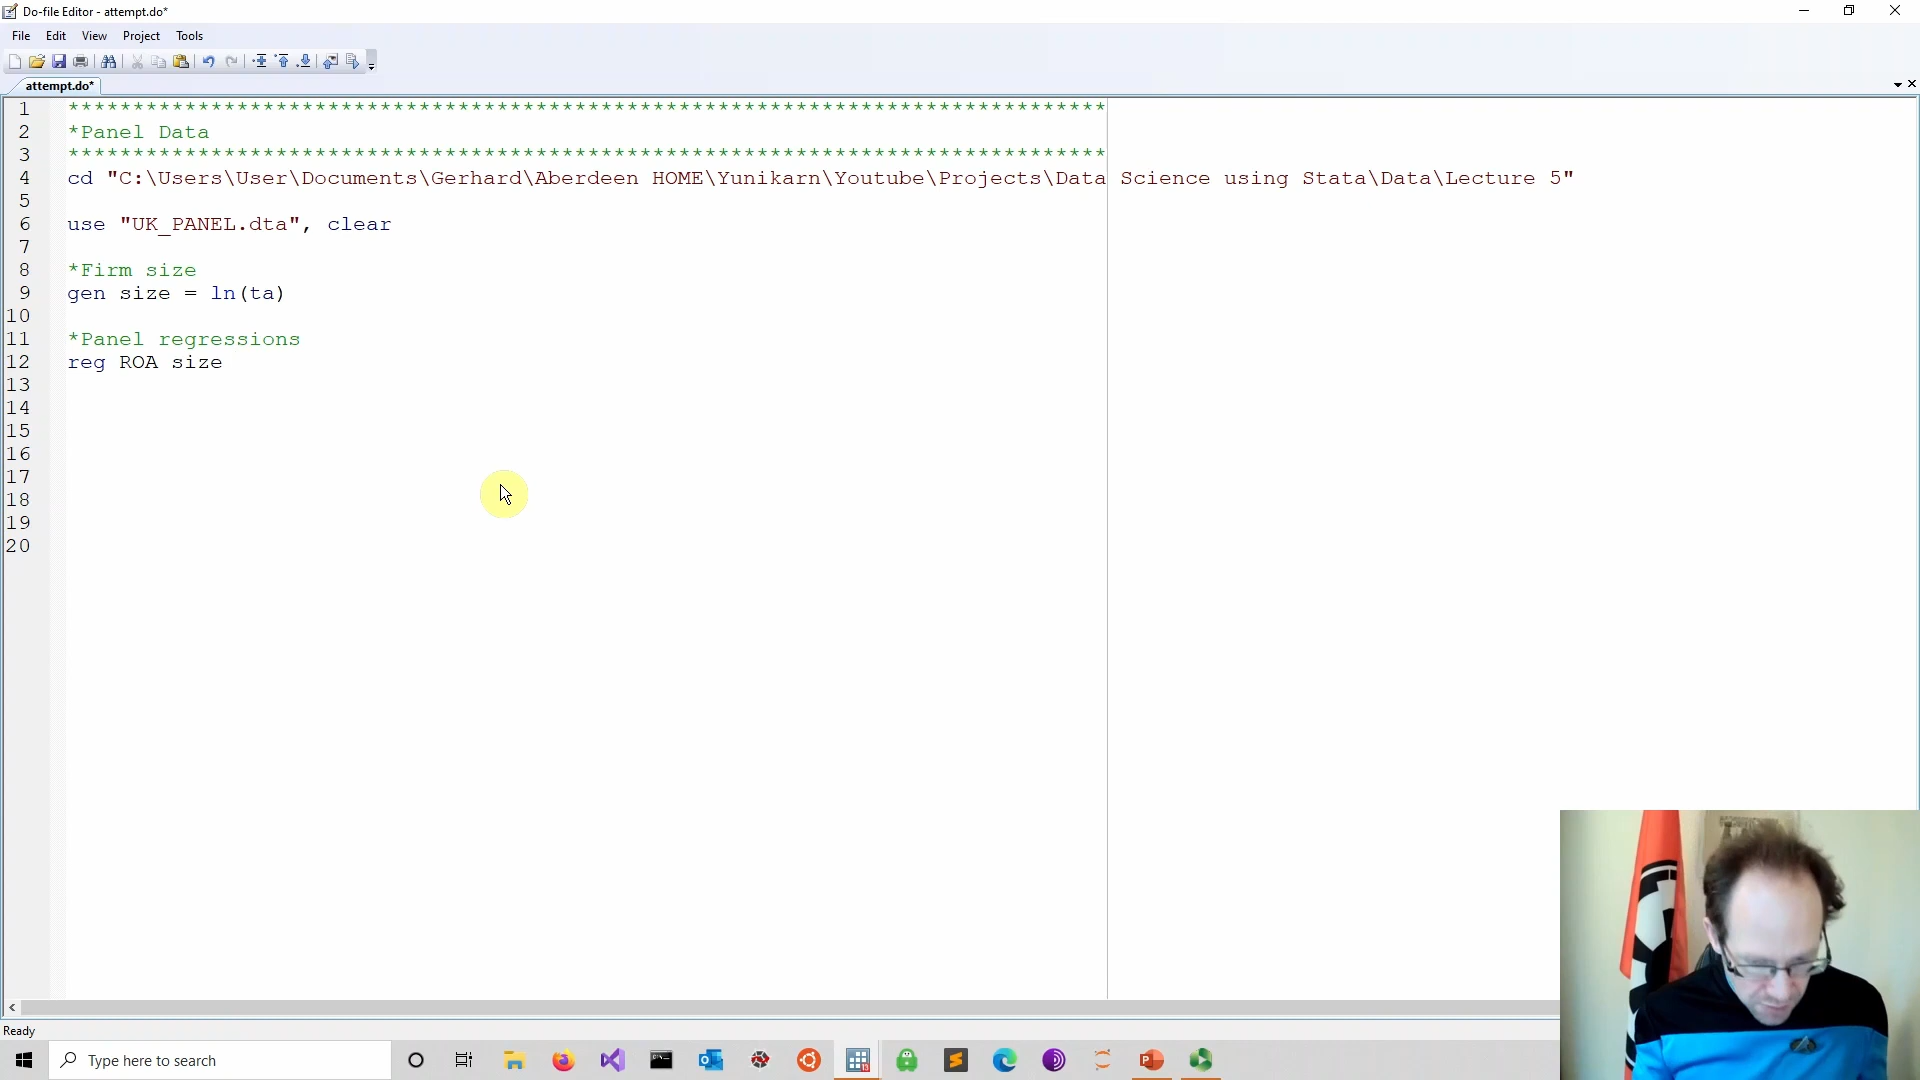 Do-file Editor - attempt.do*
File Edit View Project Tools
attempt.do*
1 ********************************************************************************
2 *Panel Data
3 ********************************************************************************
4 cd "C:\Users\User\Documents\Gerhard\Aberdeen HOME\Yunikarn\Youtube\Projects\Data Science using Stata\Data\Lecture 5"
5
6 use "UK_PANEL.dta", clear
7
8 *Firm size
9 gen size = ln(ta)
10
11 *Panel regressions
12 reg ROA size
13
14
15
16
17
18
19
20
Ready
Type here to search